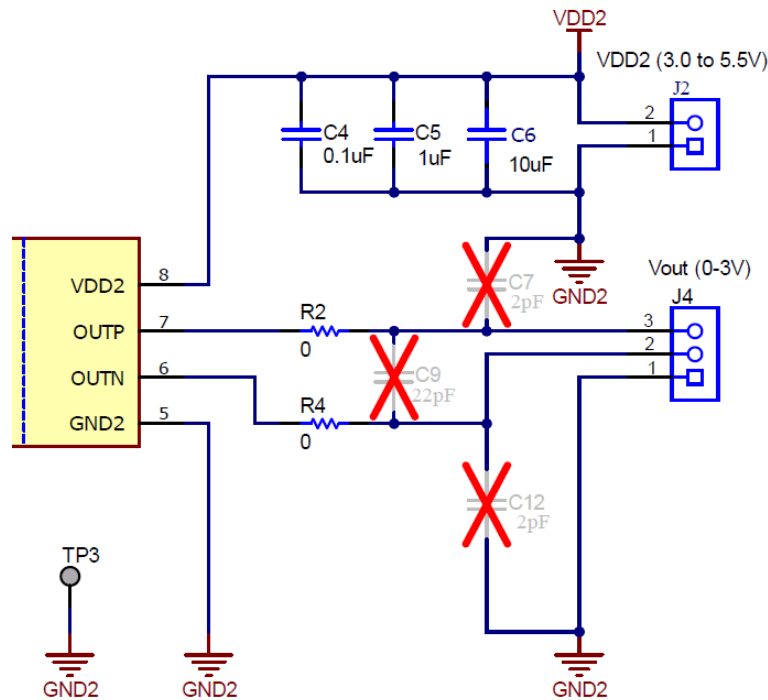 VDD2
VDD2 (3.0 to 5.5V)
J2
2
1
C4
0.1uF
C5
1uF
C6
10uF
GND2
C7
2pF
Vout (0-3V)
J4
3
2
1
VDD2
8
OUTP
7
OUTN
6
GND2
5
R2
0
C9
22pF
R4
0
C12
2pF
TP3
GND2
GND2
GND2